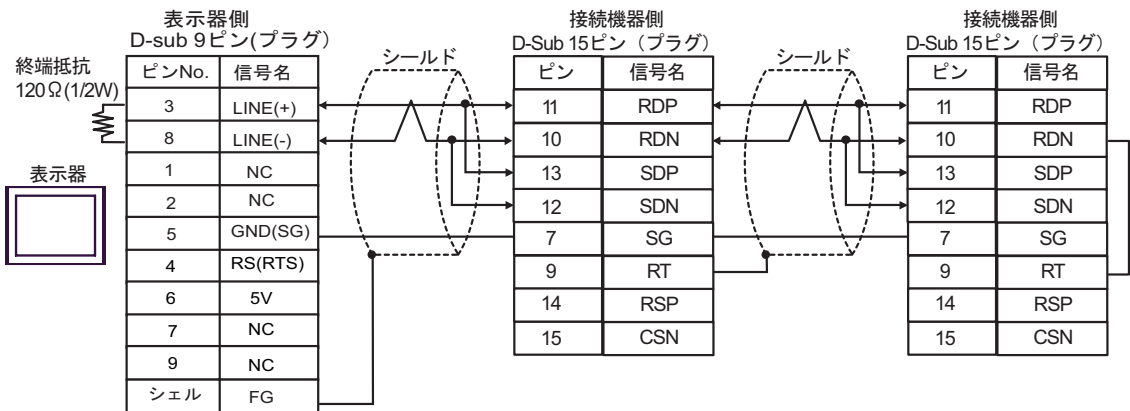 表示器側
D-sub 9ピン(プラグ)
接続機器側
D-Sub 15ピン（プラグ）
接続機器側
D-Sub 15ピン（プラグ）
終端抵抗
120Ω(1/2W)
シールド
シールド
表示器
ピンNo. 信号名
3 LINE(+)
8 LINE(-)
1 NC
2 NC
5 GND(SG)
4 RS(RTS)
6 5V
7 NC
9 NC
シェル FG
ピン 信号名
11 RDP
10 RDN
13 SDP
12 SDN
7 SG
9 RT
14 RSP
15 CSN
ピン 信号名
11 RDP
10 RDN
13 SDP
12 SDN
7 SG
9 RT
14 RSP
15 CSN